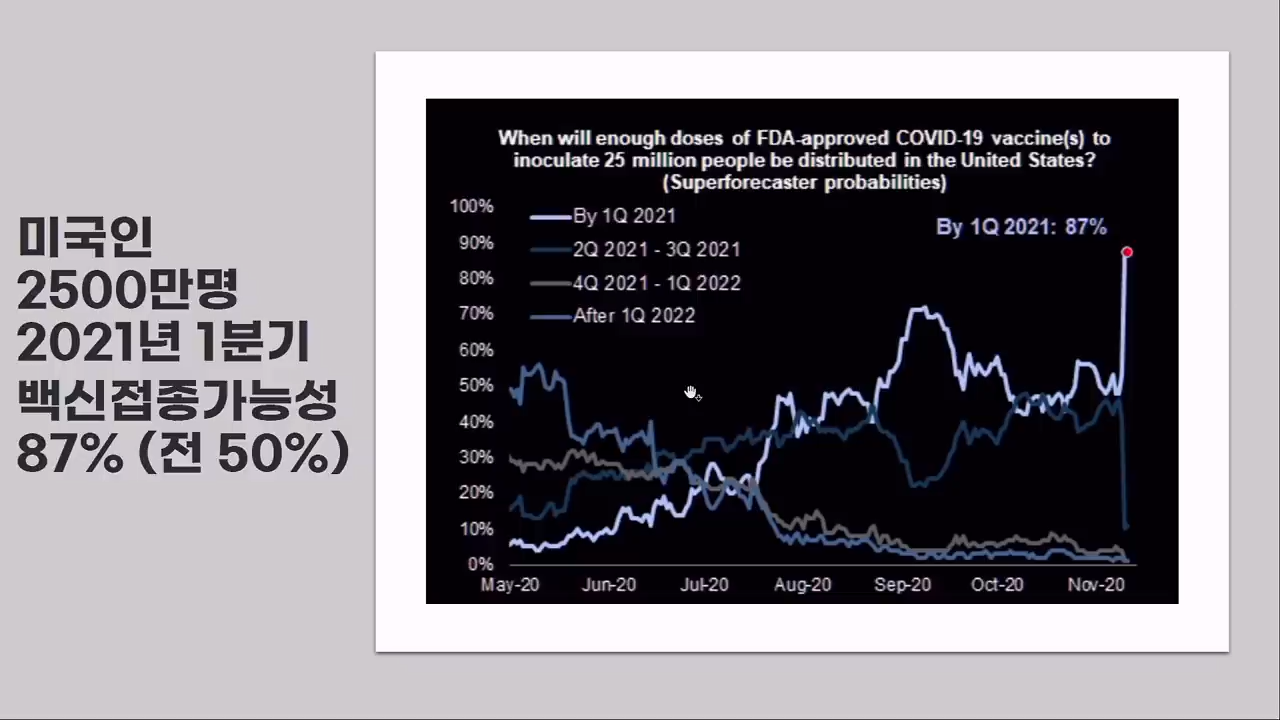 미국인
2500만명
2021년 1분기
백신접종가능성
87% (전 50%)
When will enough doses of FDA-approved COVID-19 vaccine(s) to
inoculate 25 million people be distributed in the United States?
(Superforecaster probabilities)
By 1Q 2021
2Q 2021 - 3Q 2021
4Q 2021 - 1Q 2022
After 1Q 2022
By 1Q 2021: 87%
100%
90%
80%
70%
60%
50%
40%
30%
20%
10%
0%
May-20 Jun-20 Jul-20 Aug-20 Sep-20 Oct-20 Nov-20